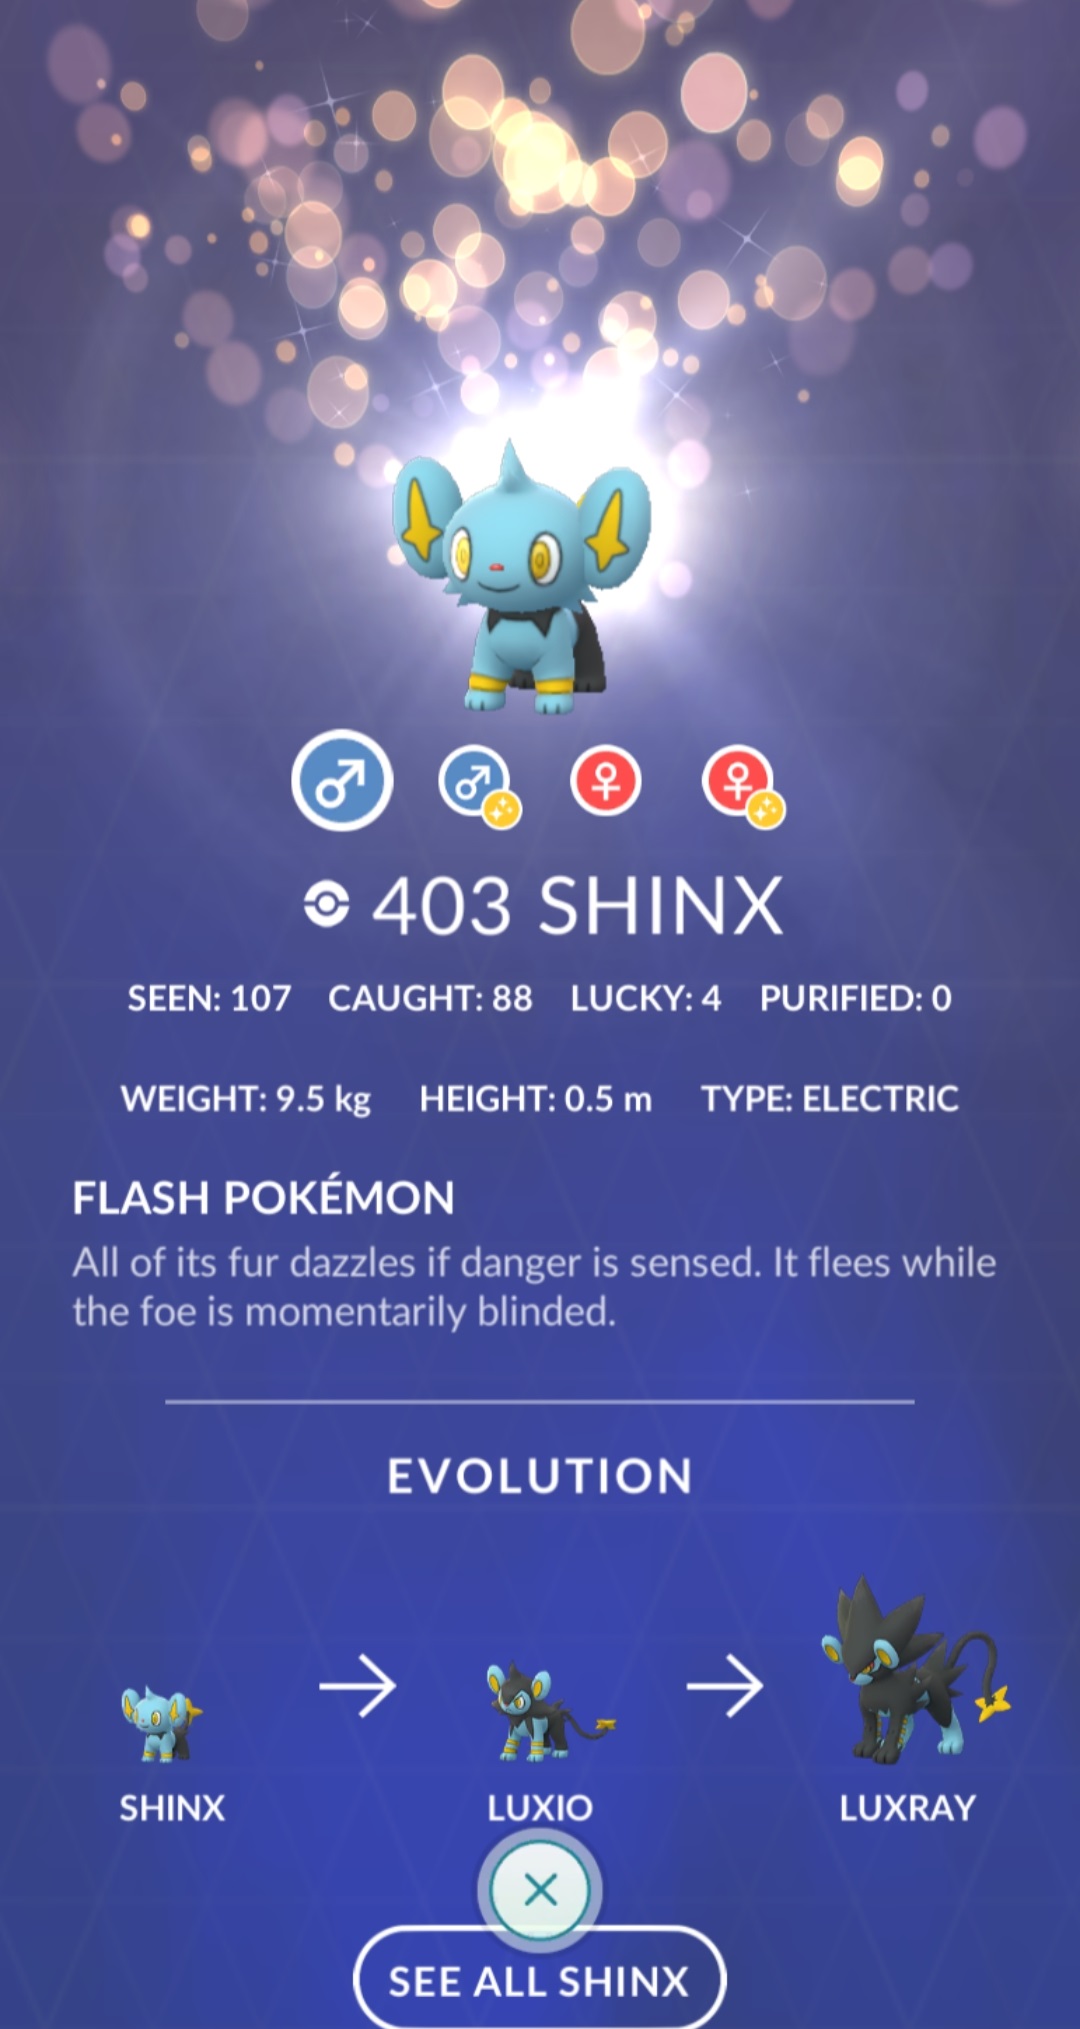 403 SHINX
SEEN: 107 CAUGHT: 88 LUCKY: 4 PURIFIED: 0
WEIGHT: 9.5 kg HEIGHT: 0.5 m TYPE: ELECTRIC
FLASH POKÉMON
All of its fur dazzles if danger is sensed. It flees while
the foe is momentarily blinded.
EVOLUTION
SHINX LUXIO LUXRAY
SEE ALL SHINX